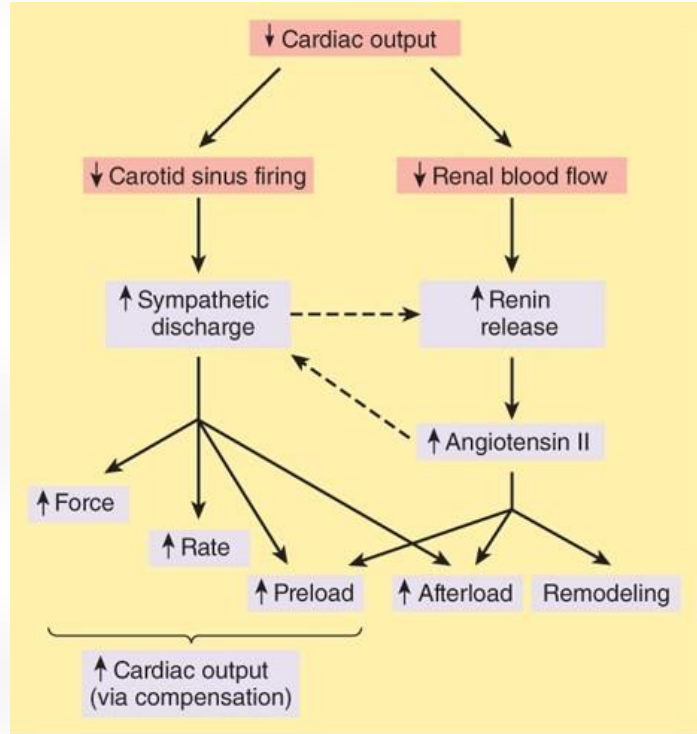 ↓ Cardiac output
↓ Carotid sinus firing
↓ Renal blood flow
↑ Sympathetic
discharge
↑ Renin
release
↑ Angiotensin II
↑ Force
↑ Rate
↑ Preload
↑ Afterload
Remodeling
↑ Cardiac output
(via compensation)